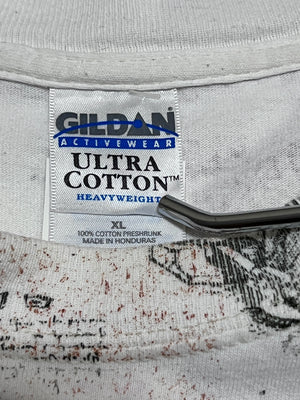 GILDAN
ACTIVEWEAR
ULTRA
COTTON™
HEAVYWEIGHT
XL
100% COTTON PRESHRUNK
MADE IN HONDURAS